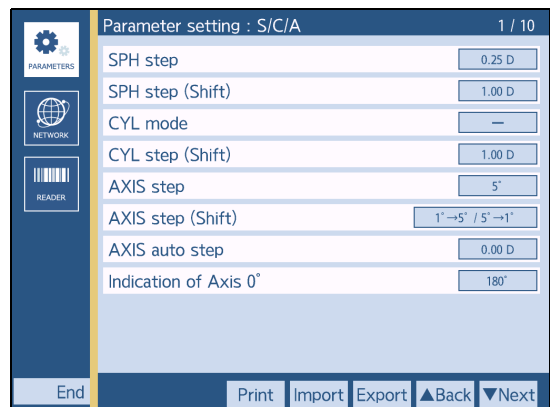 Parameter setting : S/C/A 1 / 10
PARAMETERS
NETWORK
READER
SPH step 0.25 D
SPH step (Shift) 1.00 D
CYL mode —
CYL step (Shift) 1.00 D
AXIS step 5°
AXIS step (Shift) 1°→5° / 5°→1°
AXIS auto step 0.00 D
Indication of Axis 0° 180°
End Print Import Export ▲Back ▼Next